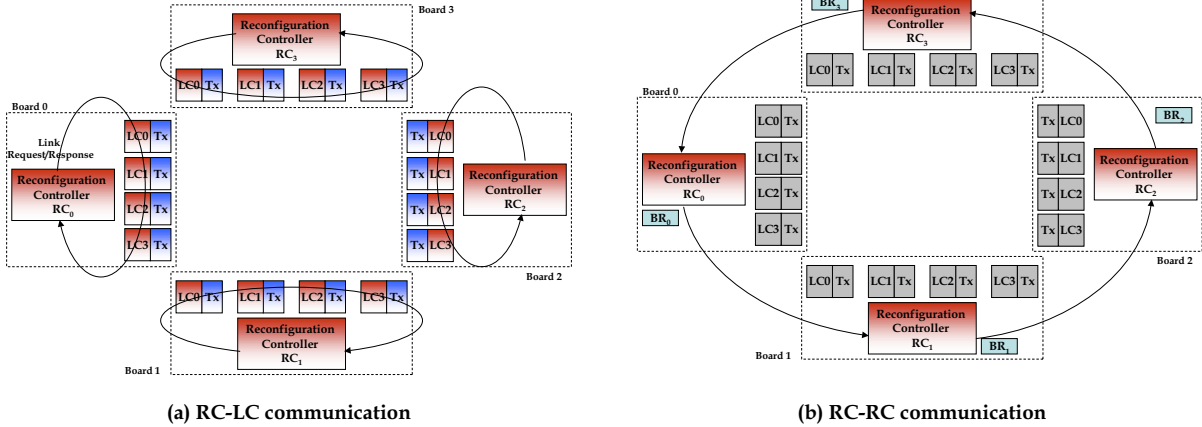 Board 3
Reconfiguration
Controller
RC3
LC0 Tx LC1 Tx LC2 Tx LC3 Tx
Board 0
Link
Request/Response
Reconfiguration
Controller
RC0
LC0 Tx
LC1 Tx
LC2 Tx
LC3 Tx
Tx LC0
Tx LC1
Tx LC2
Tx LC3
Reconfiguration
Controller
RC2
Board 2
LC0 Tx LC1 Tx LC2 Tx LC3 Tx
Reconfiguration
Controller
RC1
Board 1
(a) RC-LC communication
BR3
Reconfiguration
Controller
RC3
LC0 Tx LC1 Tx LC2 Tx LC3 Tx
Board 0
LC0 Tx
LC1 Tx
LC2 Tx
LC3 Tx
Reconfiguration
Controller
RC0
BR0
Tx LC0
Tx LC1
Tx LC2
Tx LC3
BR2
Reconfiguration
Controller
RC2
Board 2
LC0 Tx LC1 Tx LC2 Tx LC3 Tx
Reconfiguration
Controller
RC1
BR1
Board 1
(b) RC-RC communication